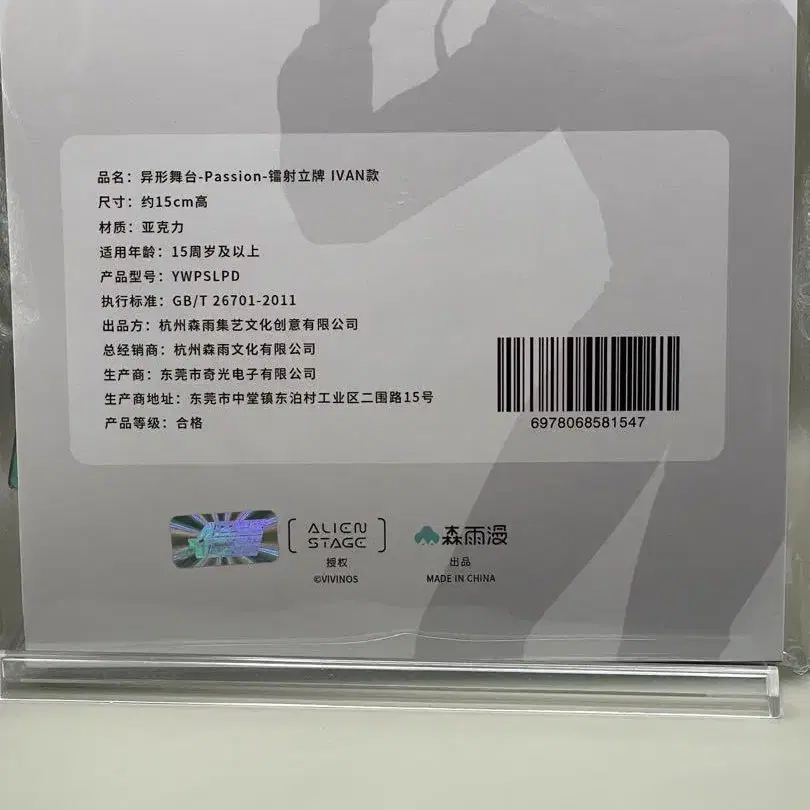 品名：异形舞台-Passion-镭射立牌 IVAN款
尺寸：约15cm高
材质：亚克力
适用年龄：15周岁及以上
产品型号：YWPSLPD
执行标准：GB/T 26701-2011
出品方：杭州森雨集艺文化创意有限公司
总经销商：杭州森雨文化有限公司
生产商：东莞市奇光电子有限公司
生产商地址：东莞市中堂镇东泊村工业区二围路15号
产品等级：合格
6978068581547
ALIEN STAGE
授权
©VIVINOS
森雨漫
出品
MADE IN CHINA